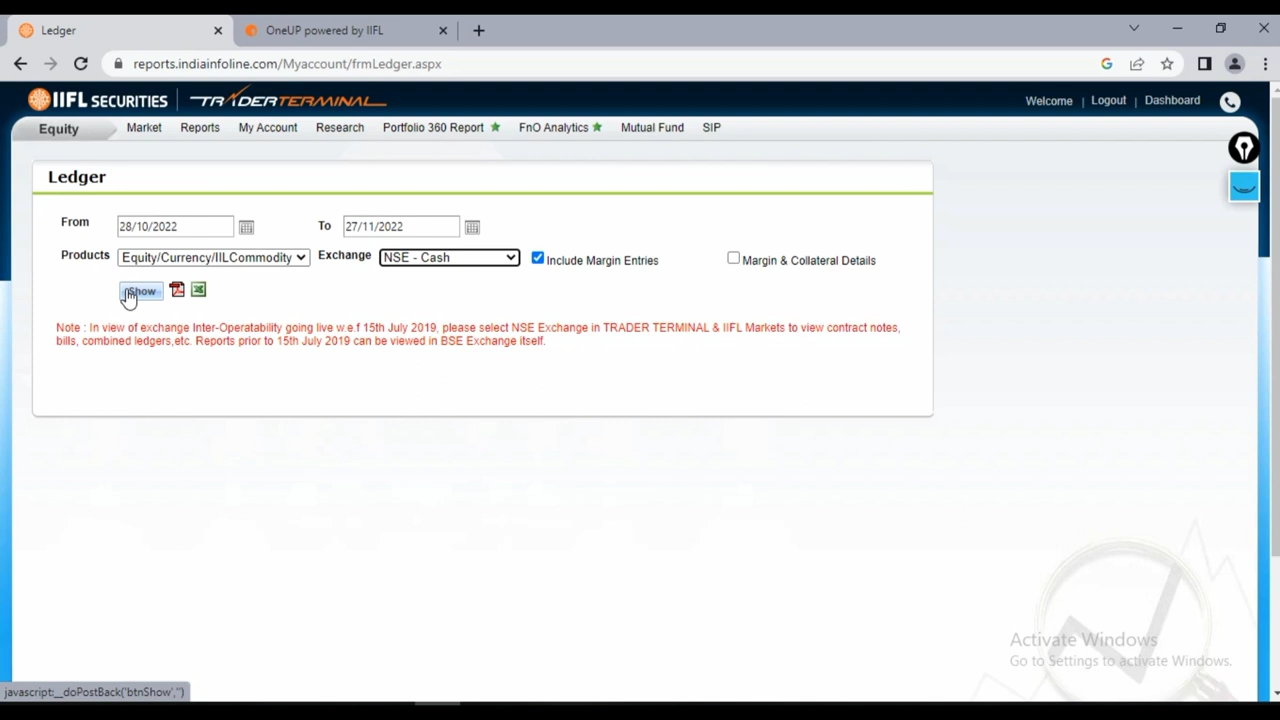 Ledger
OneUP powered by IIFL
reports.indiainfoline.com/Myaccount/frmLedger.aspx
IIFL SECURITIES TRADER TERMINAL
Welcome | Logout | Dashboard
Equity Market Reports My Account Research Portfolio 360 Report FnO Analytics Mutual Fund SIP
Ledger
From 28/10/2022 To 27/11/2022
Products Equity/Currency/IILCommodity Exchange NSE - Cash Include Margin Entries Margin & Collateral Details
Show
Note : In view of exchange Inter-Operatability going live w.e.f 15th July 2019, please select NSE Exchange in TRADER TERMINAL & IIFL Markets to view contract notes,
bills, combined ledgers,etc. Reports prior to 15th July 2019 can be viewed in BSE Exchange itself.
Activate Windows
Go to Settings to activate Windows.
javascript:__doPostBack('btnShow','')